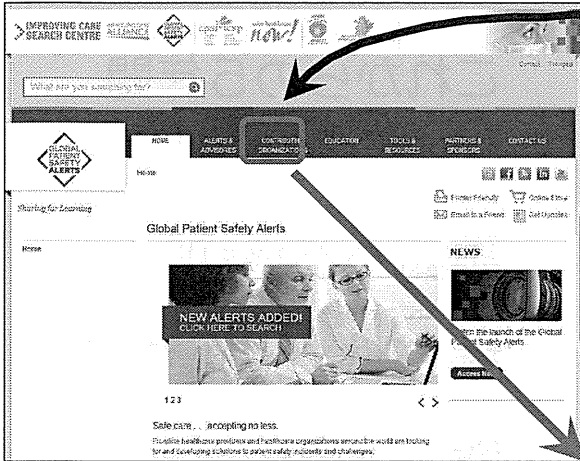 IMPROVING CARE
SEARCH CENTRE
ALLIANCE
now!
What are you searching for?
GLOBAL
PATIENT
SAFETY
ALERTS
HOME
ALERTS &
ADVISORIES
EDUCATION
TOOLS &
RESOURCES
PARTNERS &
SPONSORS
CONTACT US
Home
Printer Friendly
Online Store
Email to a Friend
Get Updates
Sharing for Learning
Home
Global Patient Safety Alerts
NEWS
NEW ALERTS ADDED!
CLICK HERE TO SEARCH
the launch of the Global
Patient Safety Alerts
1 2 3
< >
Safe care . . . accepting no less.
healthcare providers and healthcare organizations around the world are looking
for and developing solutions to patient safety incidents and challenges.